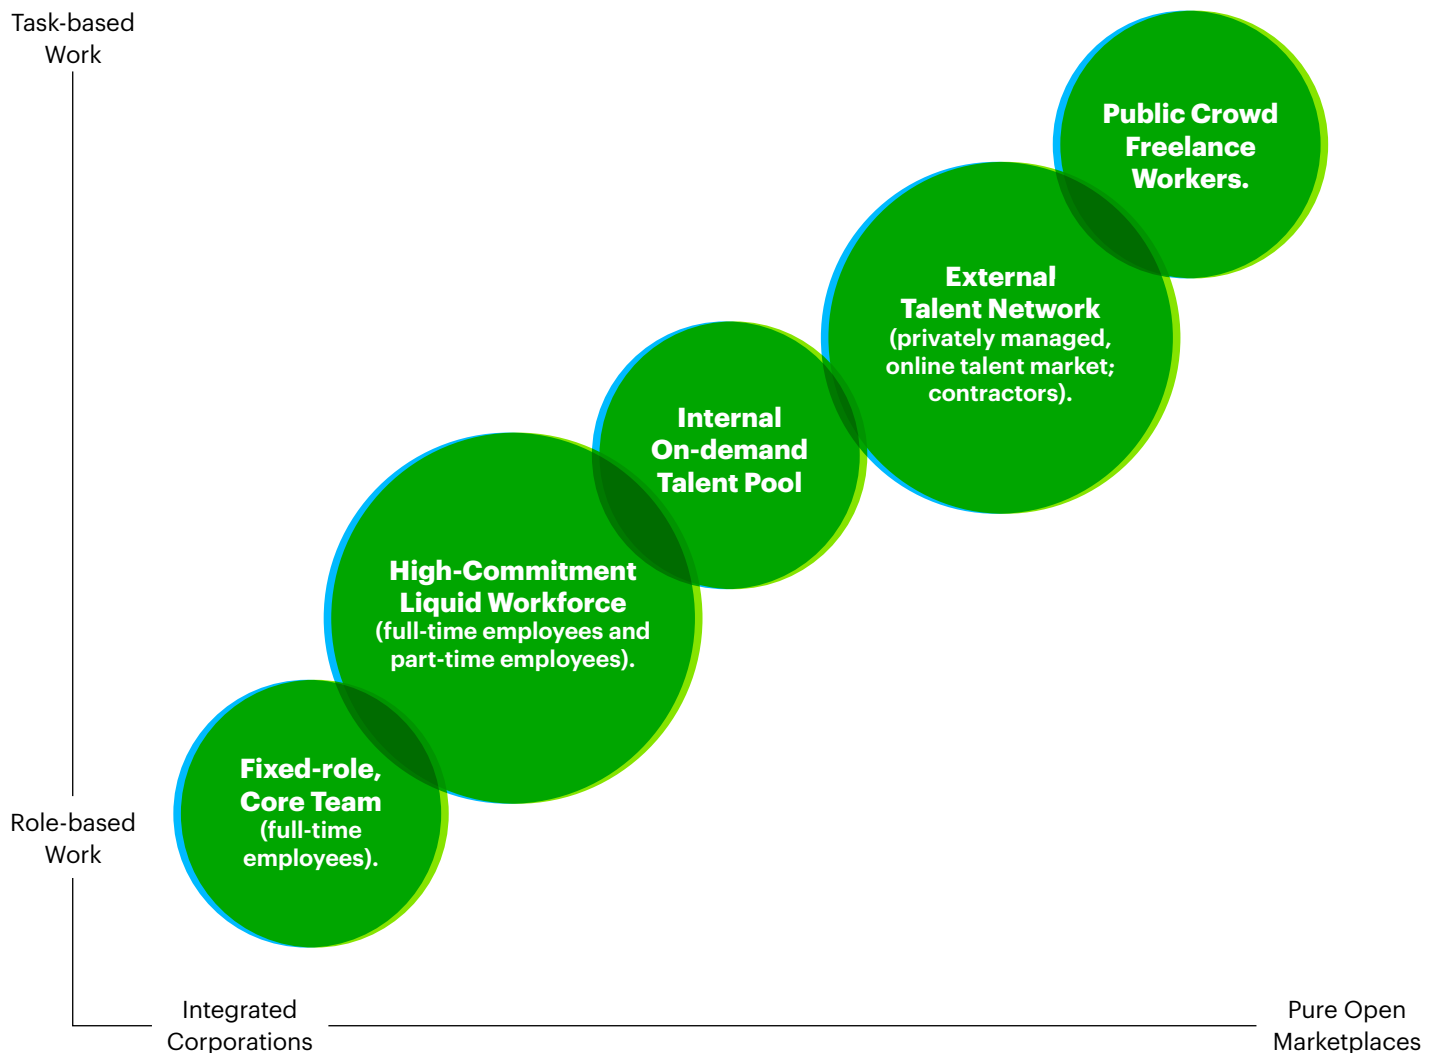 Task-based
Work
Public Crowd
Freelance
Workers.
External
Talent Network
(privately managed,
online talent market;
contractors).
Internal
On-demand
Talent Pool
High-Commitment
Liquid Workforce
(full-time employees and
part-time employees).
Fixed-role,
Core Team
(full-time
employees).
Role-based
Work
Integrated
Corporations
Pure Open
Marketplaces